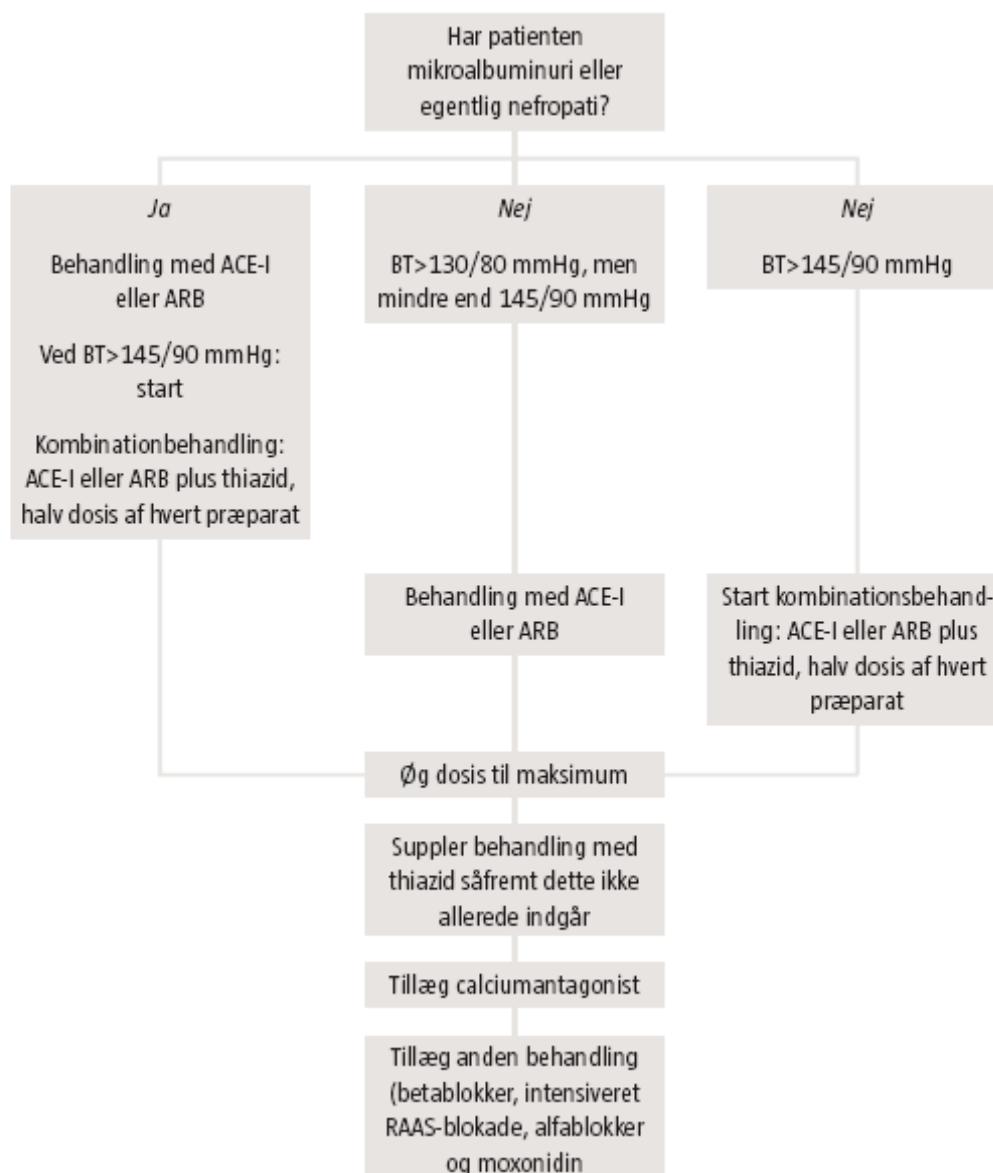 Har patienten
mikroalbuminuri eller
egentlig nefropati?
Ja
Behandling med ACE-I
eller ARB
Ved BT>145/90 mmHg:
start
Kombinationbehandling:
ACE-I eller ARB plus thiazid,
halv dosis af hvert præparat
Nej
BT>130/80 mmHg, men
mindre end 145/90 mmHg
Nej
BT>145/90 mmHg
Behandling med ACE-I
eller ARB
Start kombinationsbehand-
ling: ACE-I eller ARB plus
thiazid, halv dosis af hvert
præparat
Øg dosis til maksimum
Suppler behandling med
thiazid såfremt dette ikke
allerede indgår
Tillæg calciumantagonist
Tillæg anden behandling
(betablokker, intensiveret
RAAS-blokade, alfablokker
og moxonidin